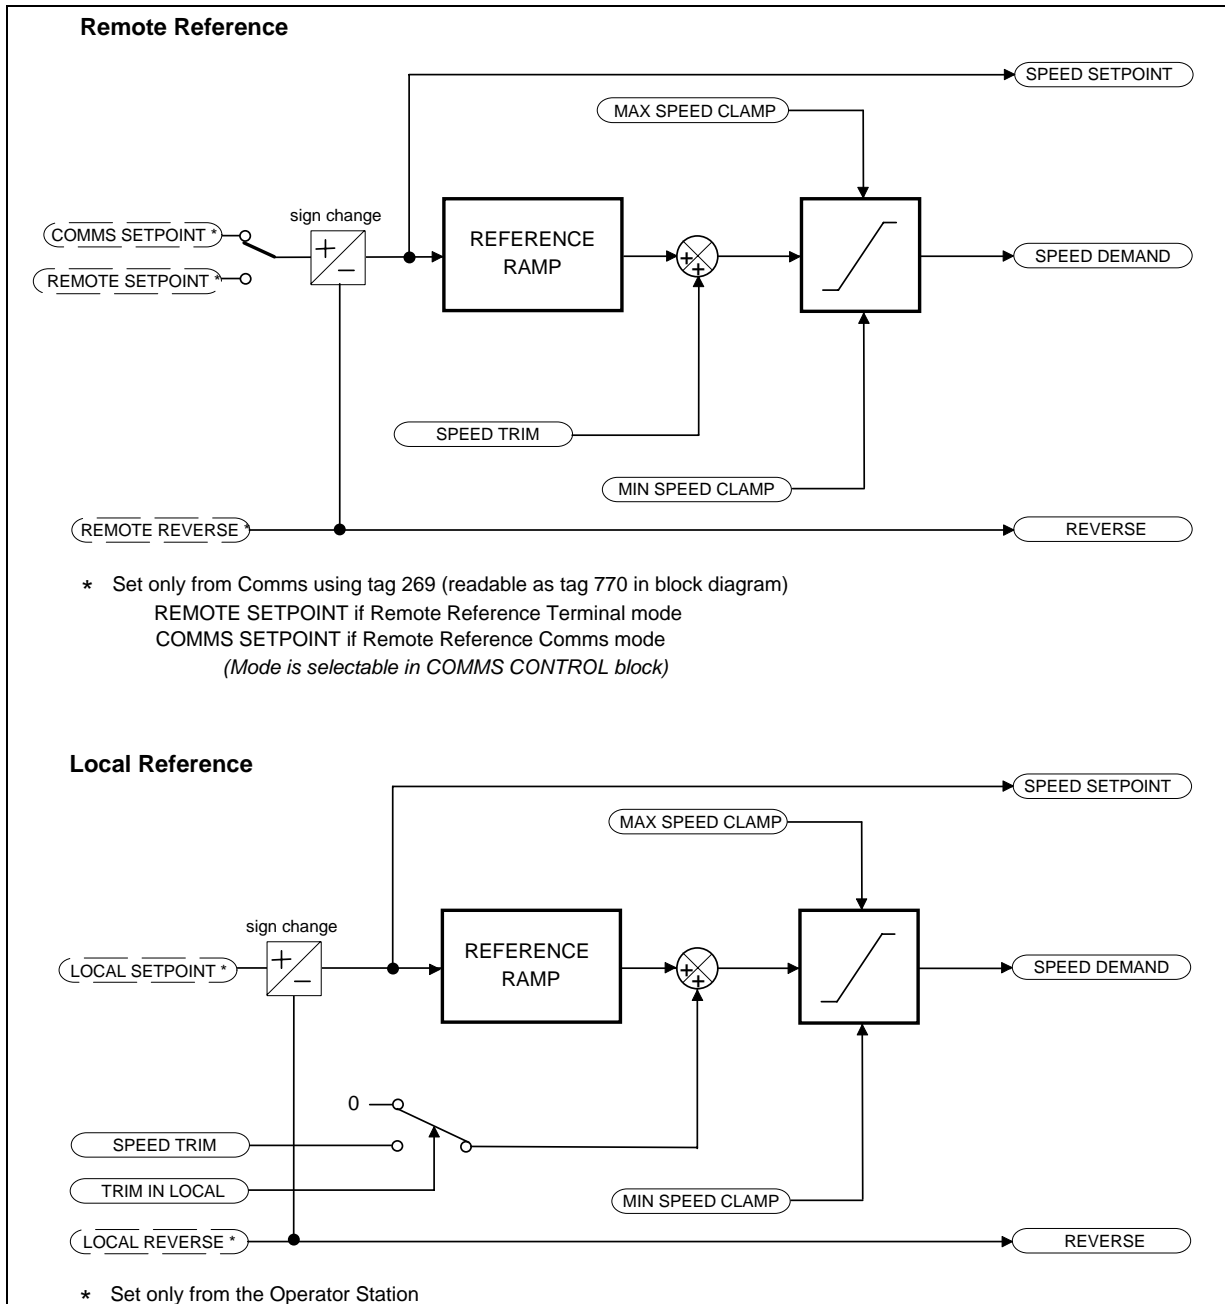 Remote Reference
SPEED SETPOINT
MAX SPEED CLAMP
sign change
COMMS SETPOINT *
+
−
REFERENCE
RAMP
+
+
SPEED DEMAND
REMOTE SETPOINT *
SPEED TRIM
MIN SPEED CLAMP
REMOTE REVERSE *
REVERSE
* Set only from Comms using tag 269 (readable as tag 770 in block diagram)
REMOTE SETPOINT if Remote Reference Terminal mode
COMMS SETPOINT if Remote Reference Comms mode
(Mode is selectable in COMMS CONTROL block)
Local Reference
SPEED SETPOINT
MAX SPEED CLAMP
sign change
LOCAL SETPOINT *
+
−
REFERENCE
RAMP
+
+
SPEED DEMAND
0
SPEED TRIM
TRIM IN LOCAL
MIN SPEED CLAMP
LOCAL REVERSE *
REVERSE
* Set only from the Operator Station